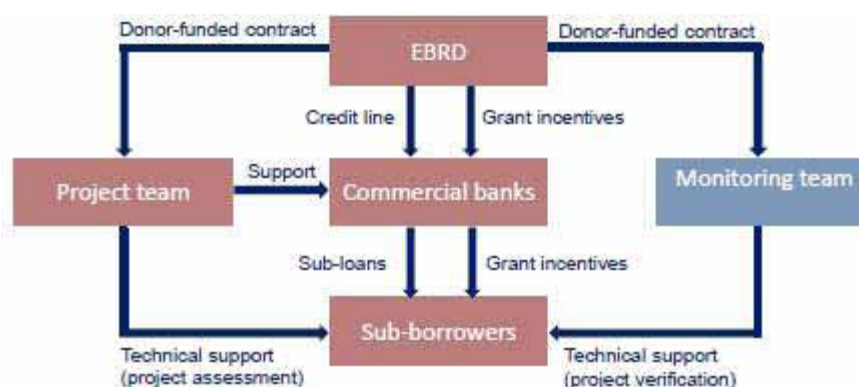 Donor-funded contract
EBRD
Donor-funded contract
Credit line
Grant incentives
Project team
Support
Commercial banks
Monitoring team
Sub-loans
Grant incentives
Sub-borrowers
Technical support
(project assessment)
Technical support
(project verification)